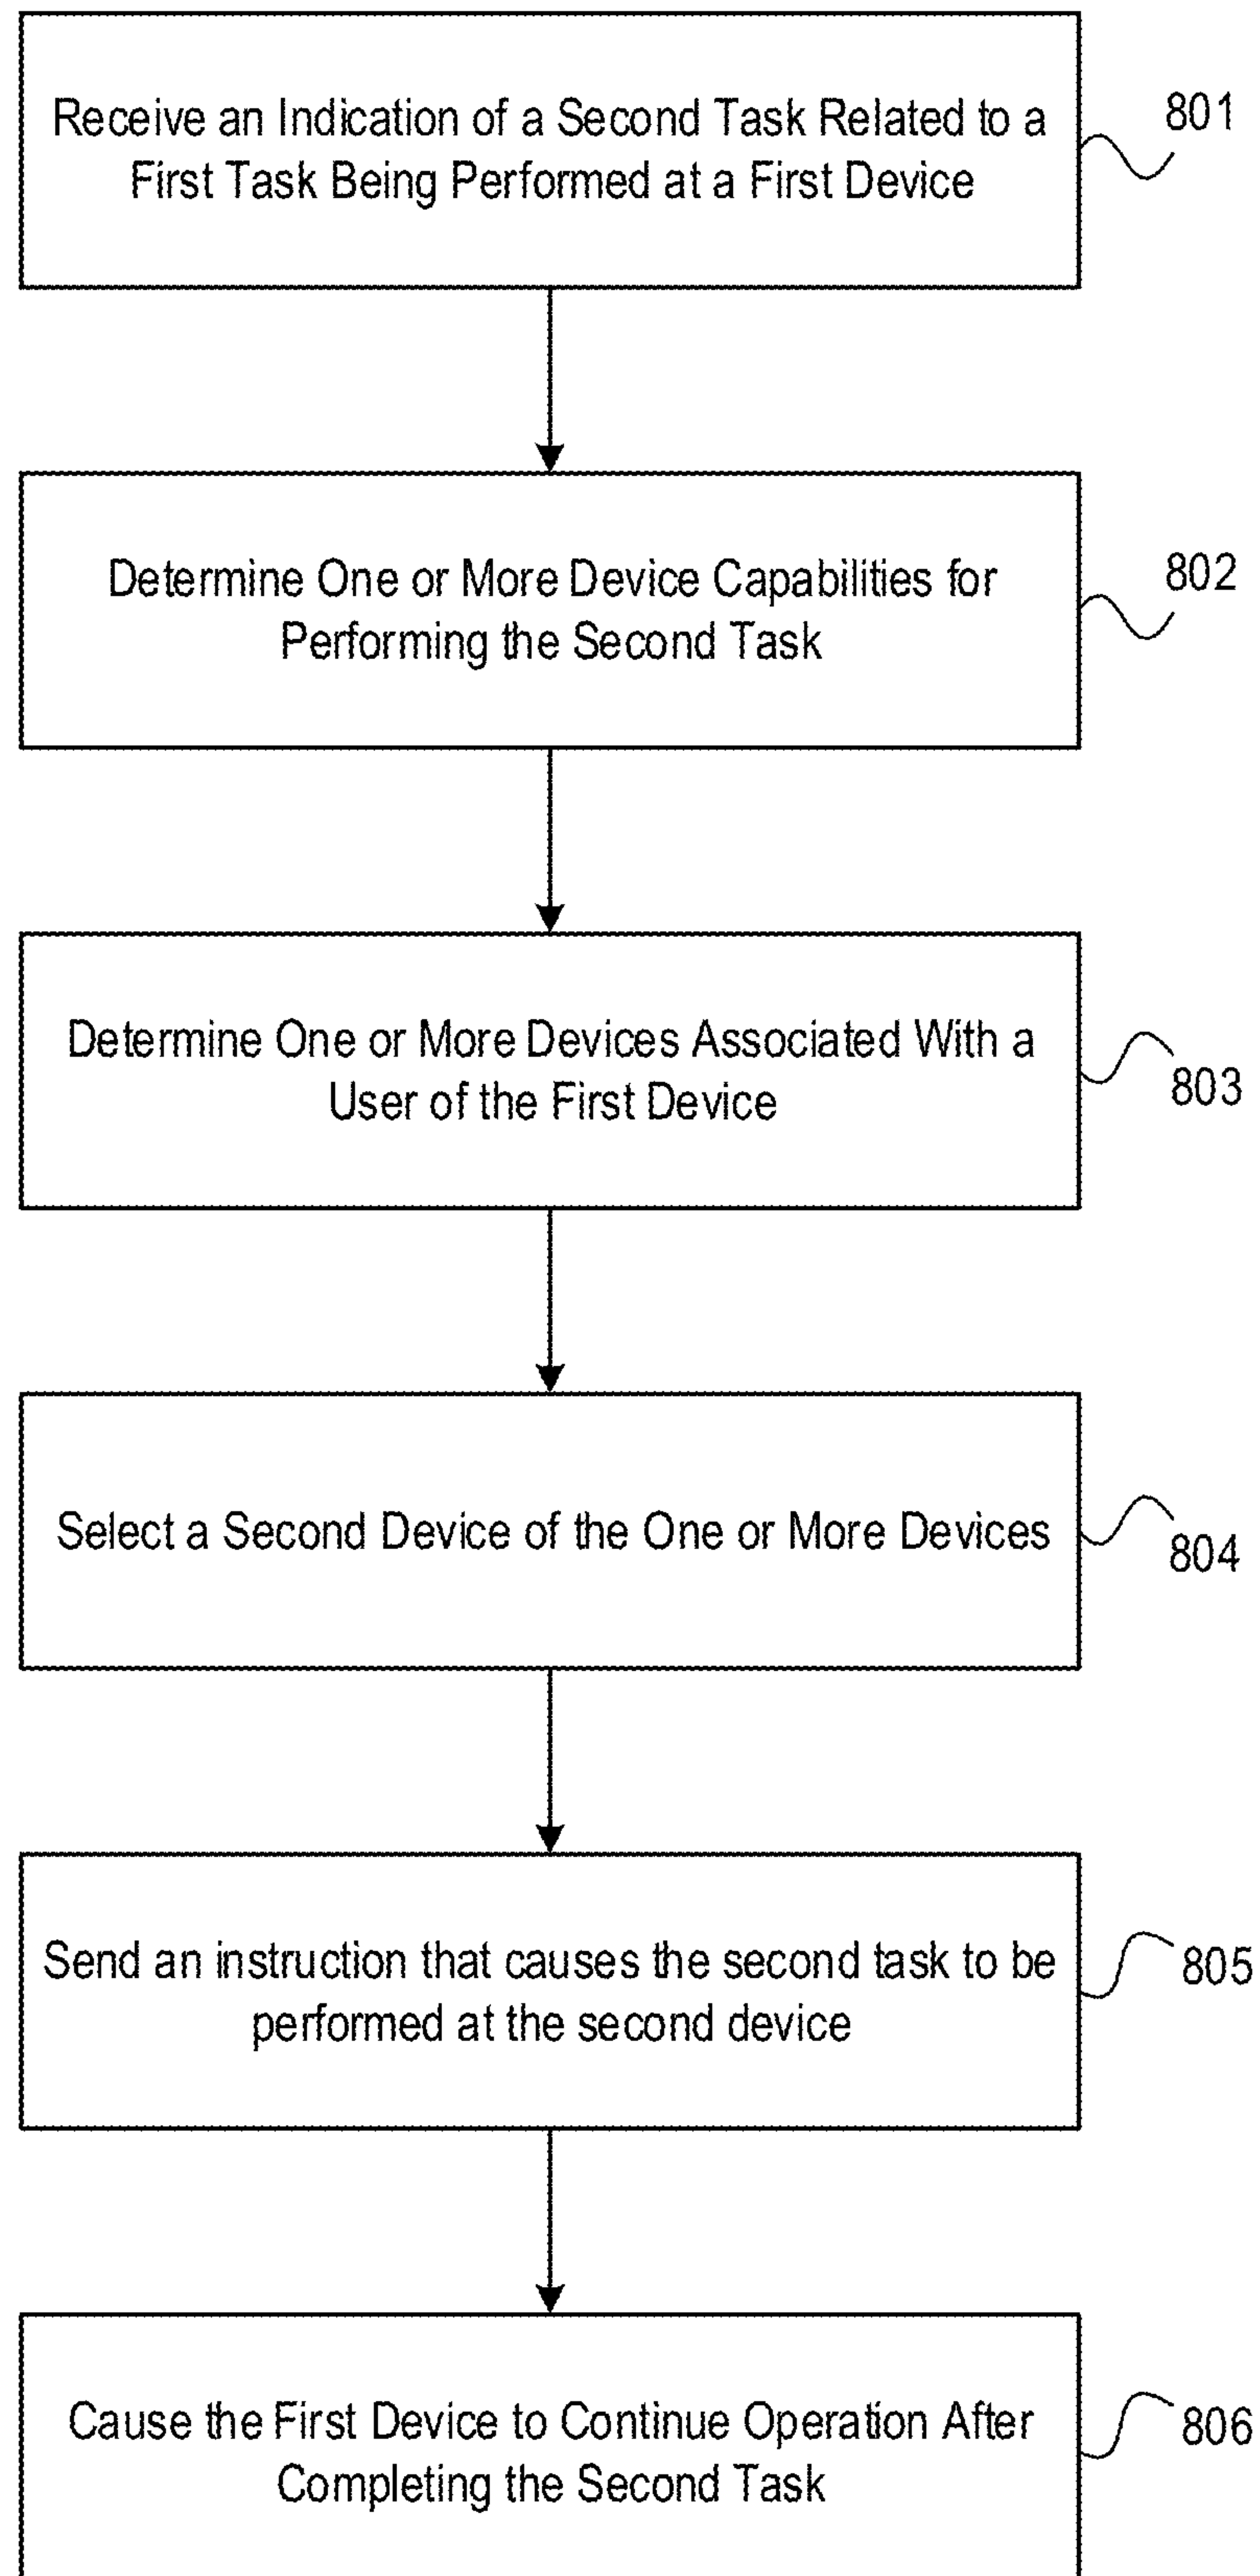 Receive an Indication of a Second Task Related to a
First Task Being Performed at a First Device
801
Determine One or More Device Capabilities for
Performing the Second Task
802
Determine One or More Devices Associated With a
User of the First Device
803
Select a Second Device of the One or More Devices
804
Send an instruction that causes the second task to be
performed at the second device
805
Cause the First Device to Continue Operation After
Completing the Second Task
806